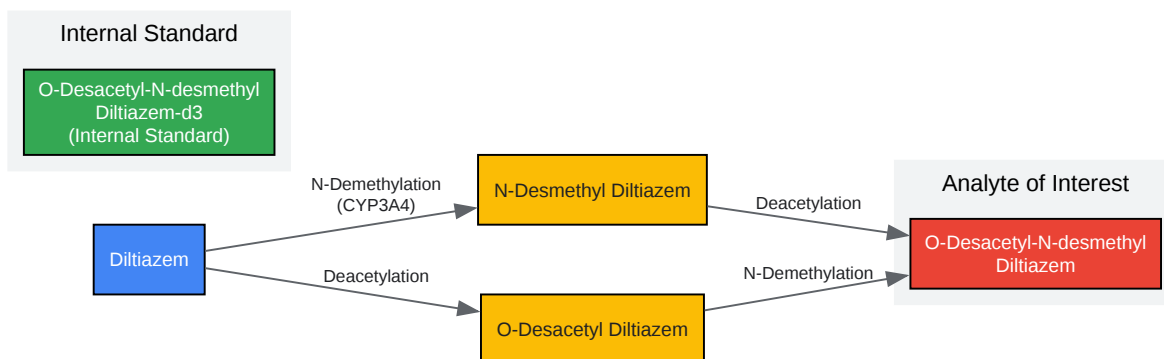 Internal Standard
O-Desacetyl-N-desmethyl
Diltiazem-d3
(Internal Standard)
Diltiazem
N-Demethylation
(CYP3A4)
Deacetylation
N-Desmethyl Diltiazem
O-Desacetyl Diltiazem
Deacetylation
N-Demethylation
Analyte of Interest
O-Desacetyl-N-desmethyl
Diltiazem